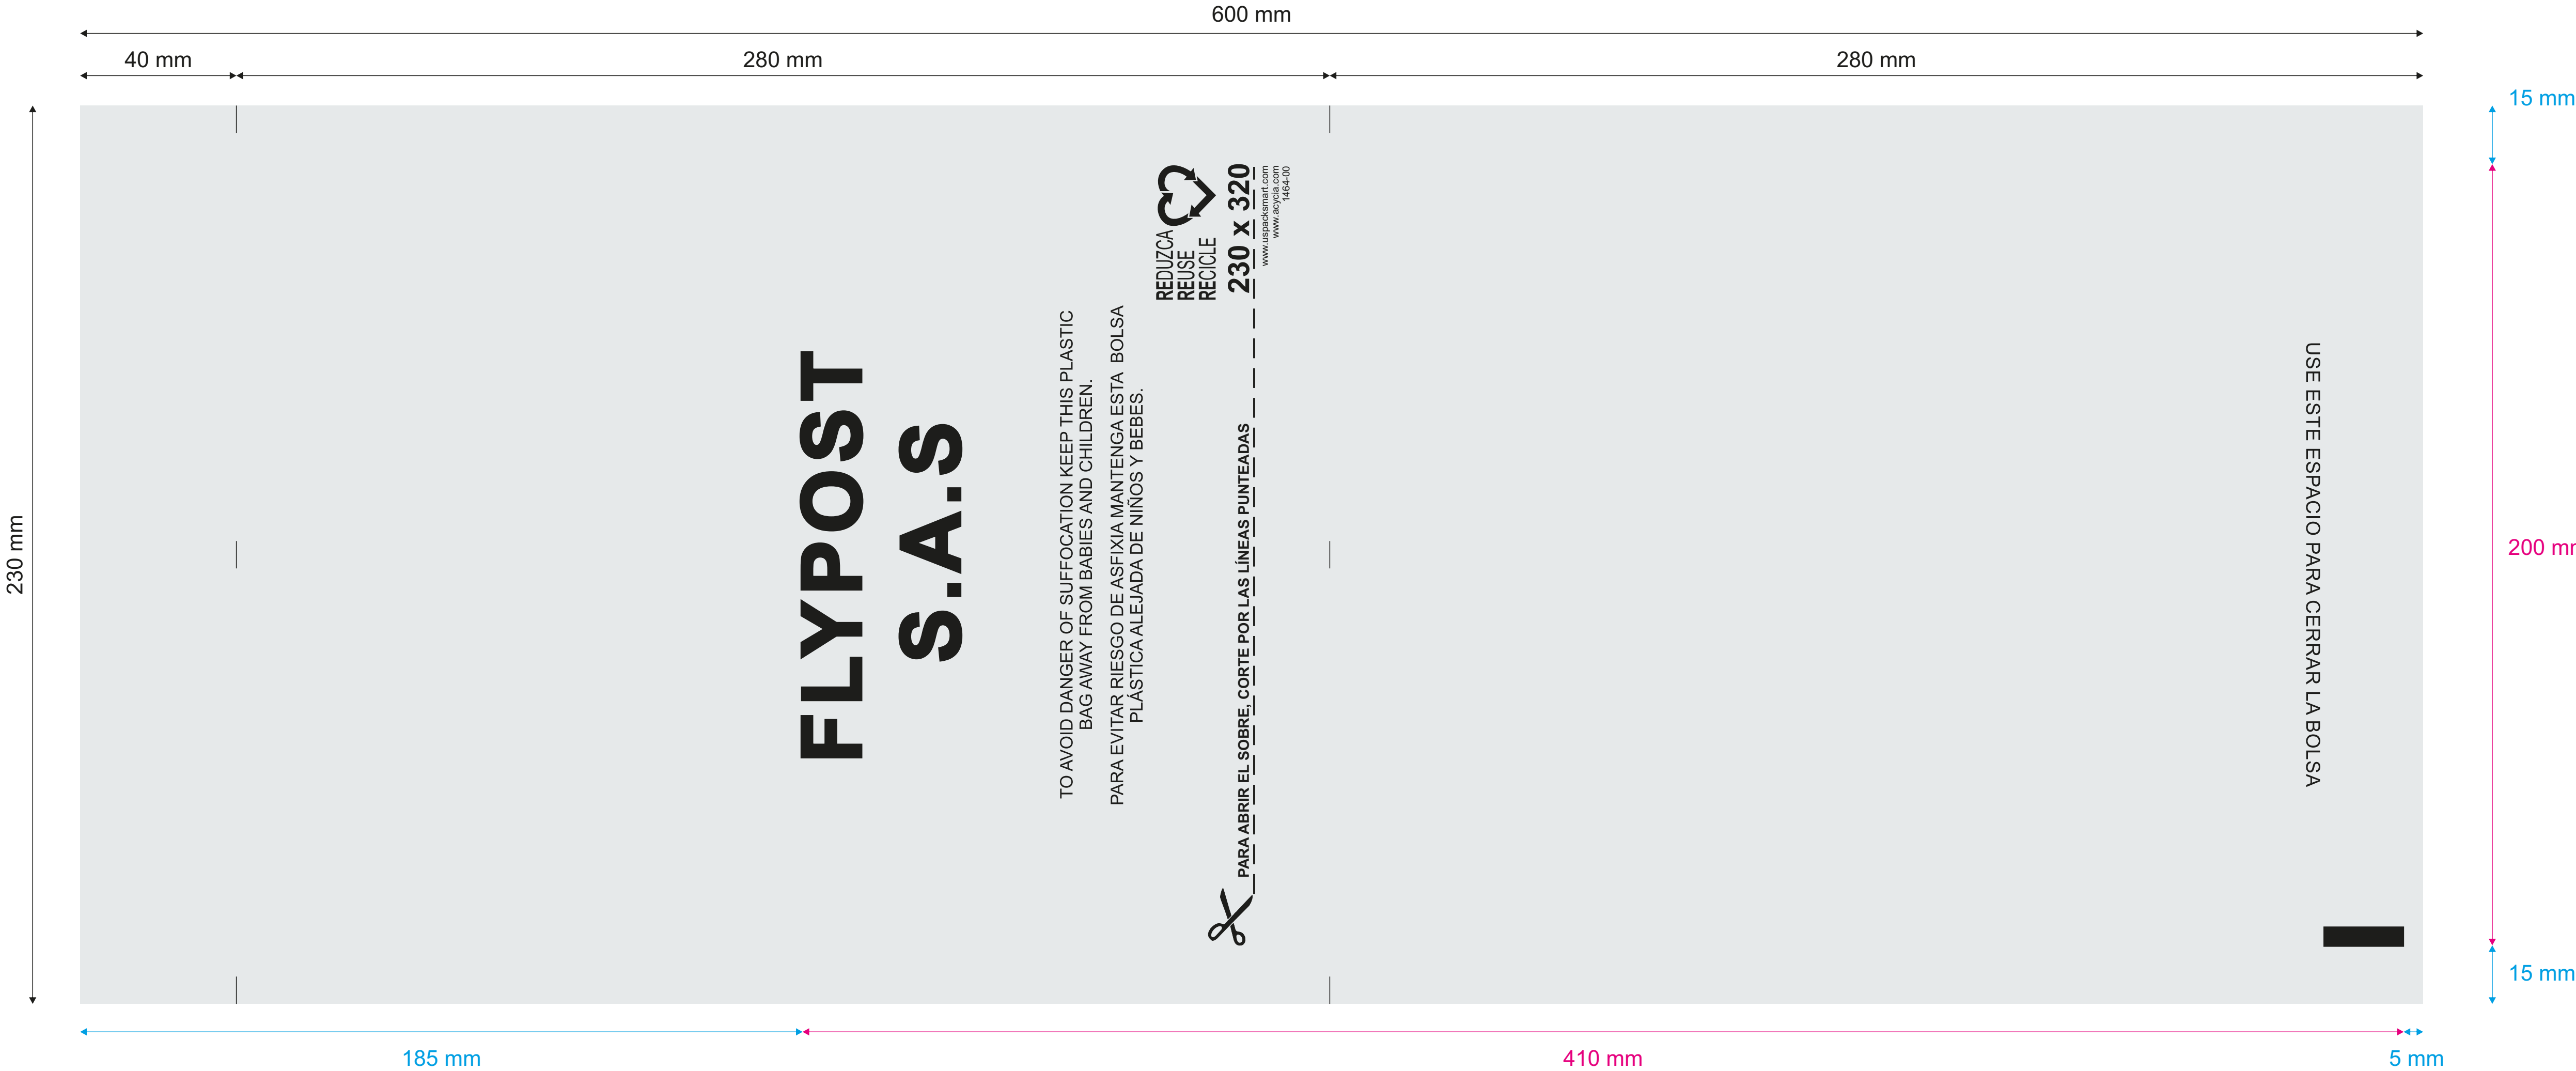 600 mm
40 mm
280 mm
280 mm
15 mm
230 mm
FLYPOST
S.A.S
TO AVOID DANGER OF SUFFOCATION KEEP THIS PLASTIC
BAG AWAY FROM BABIES AND CHILDREN.
PARA EVITAR RIESGO DE ASFIXIA MANTENGA ESTA BOLSA
PLÁSTICA ALEJADA DE NIÑOS Y BEBES.
REDUZCA
REUSE
RECICLE
230 x 320
PARA ABRIR EL SOBRE, CORTE POR LAS LÍNEAS PUNTEADAS
www.uspacksmart.com
www.acycia.com
1464-00
USE ESTE ESPACIO PARA CERRAR LA BOLSA
200 mm
15 mm
185 mm
410 mm
5 mm